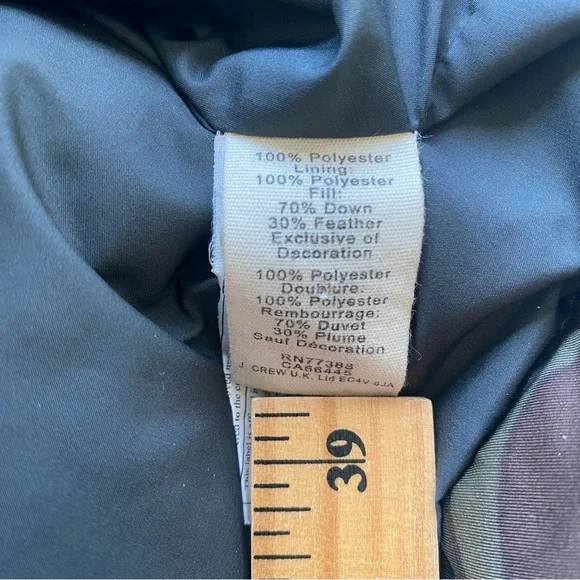 100% Polyester
Lining:
100% Polyester
Fill:
70% Down
30% Feather
Exclusive of
Decoration
100% Polyester
Doublure:
100% Polyester
Rembourrage:
70% Duvet
30% Plume
Sauf Décoration
RN77388
CA66445
J. CREW U.K. Ltd EC4V 4JA
39